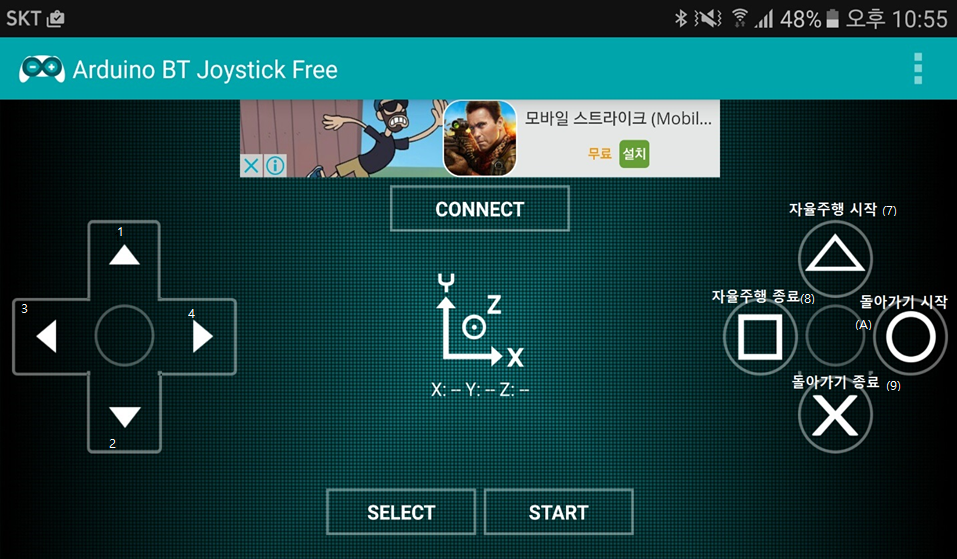 SKT 48% 오후 10:55
Arduino BT Joystick Free
모바일 스트라이크 (Mobil...
무료 설치
CONNECT
자율주행 시작 (7)
1
자율주행 종료(8)
돌아가기 시작
3
4
(A)
Y
Z
X
X: -- Y: -- Z: --
돌아가기 종료 (9)
2
SELECT
START